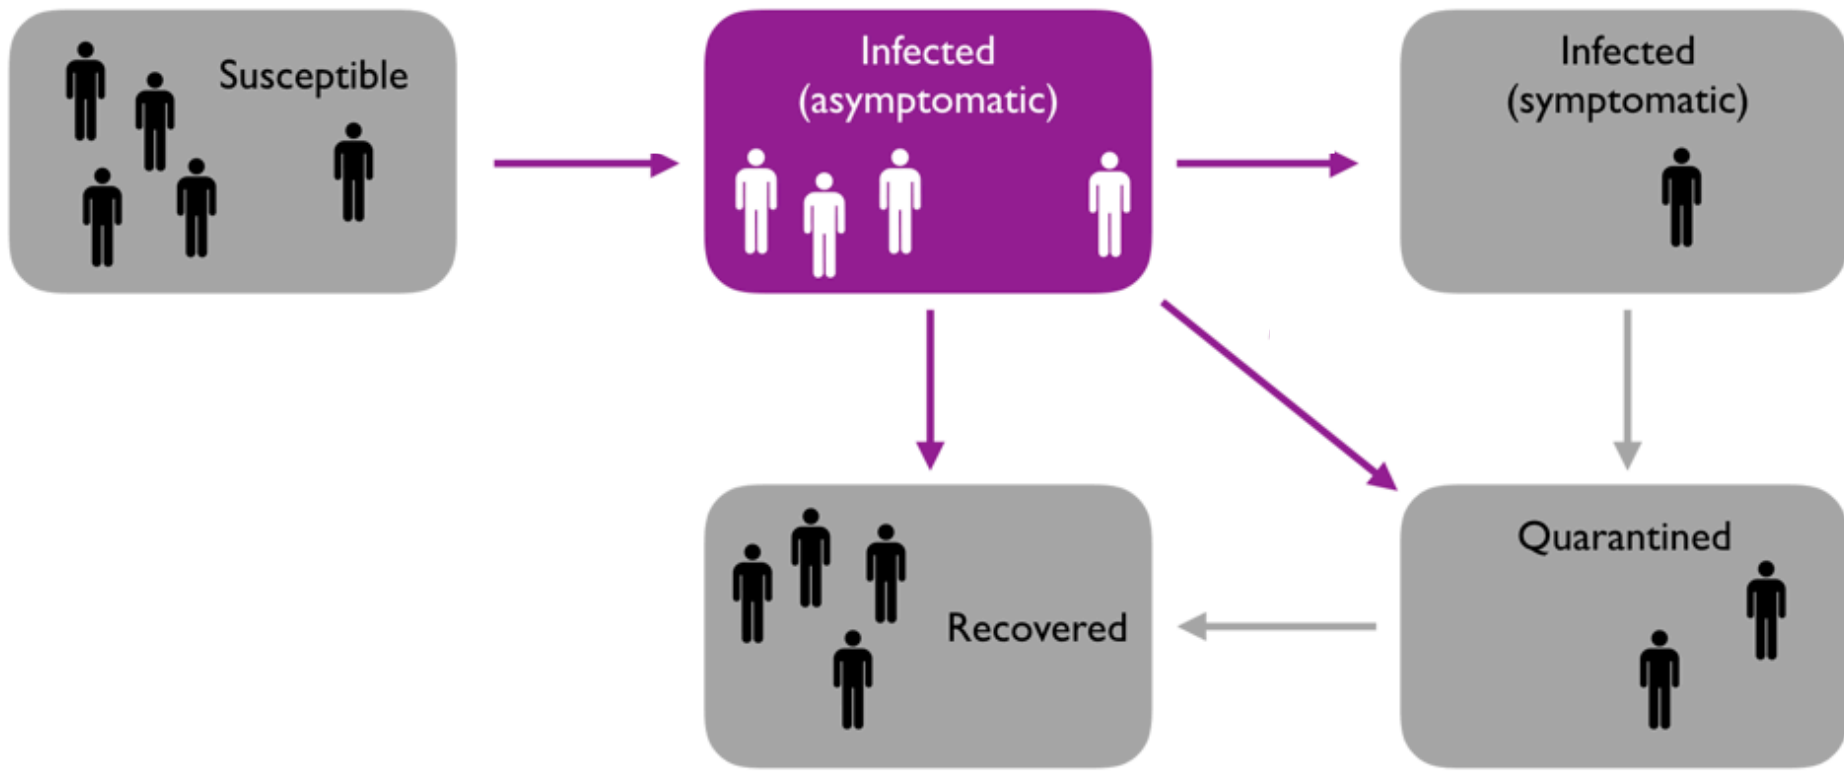 Susceptible
Infected
(asymptomatic)
Infected
(symptomatic)
Recovered
Quarantined